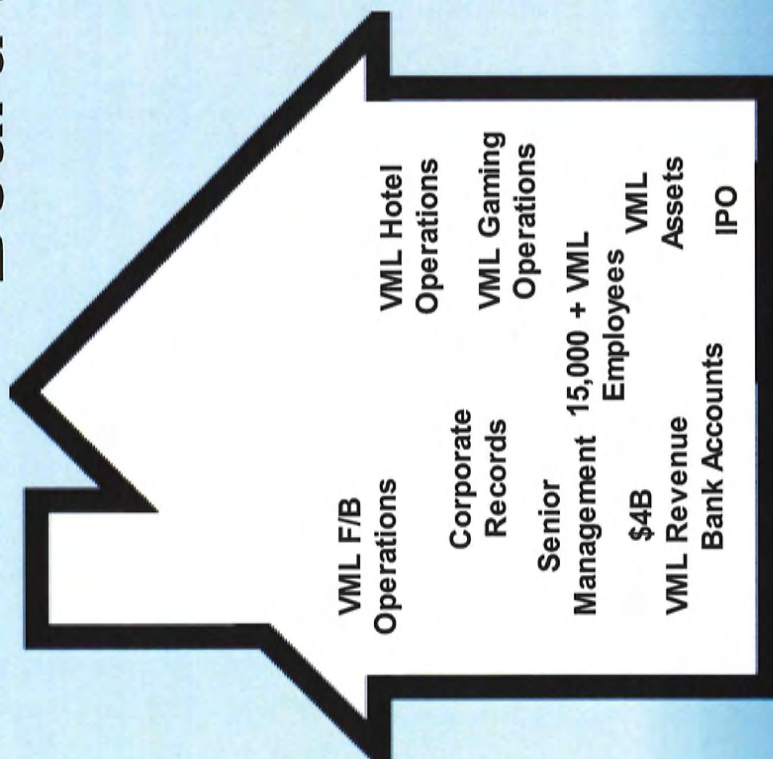 VML F/B
Operations
VML Hotel
Operations
Corporate
Records
VML Gaming
Operations
Senior
Management
15,000 + VML
Employees
$4B
VML Revenue
Bank Accounts
VML
Assets
IPO